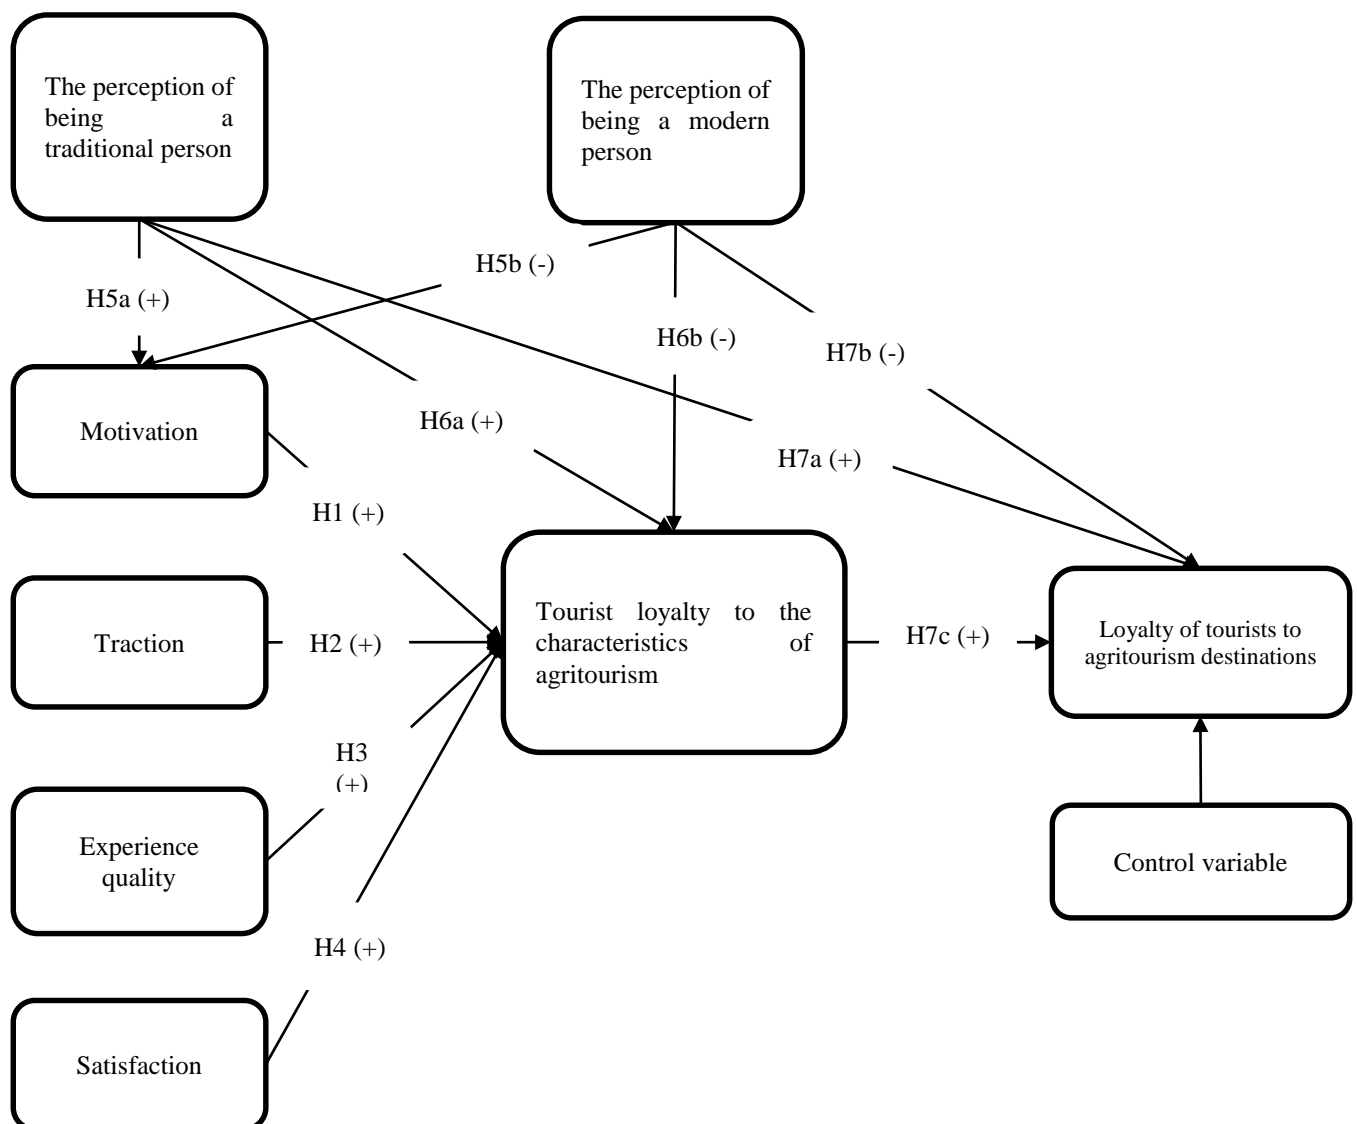 The perception of
being a
traditional person
The perception of
being a modern
person
H5b (-)
H5a (+)
H6b (-)
H7b (-)
Motivation
H6a (+)
H7a (+)
H1 (+)
Tourist loyalty to the
characteristics of
agritourism
Traction
H2 (+)
H7c (+)
Loyalty of tourists to
agritourism destinations
H3
(+)
Experience
quality
Control variable
H4 (+)
Satisfaction